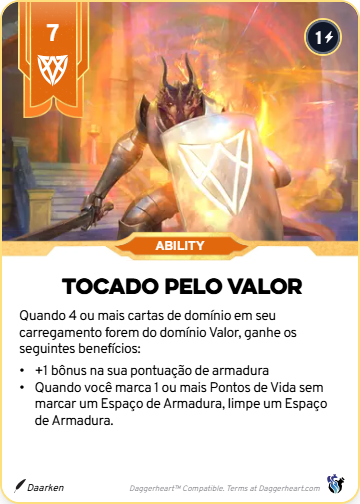 7
1
ABILITY
TOCADO PELO VALOR
Quando 4 ou mais cartas de domínio em seu
carregamento forem do domínio Valor, ganhe os
seguintes benefícios:
• +1 bônus na sua pontuação de armadura
• Quando você marca 1 ou mais Pontos de Vida sem
marcar um Espaço de Armadura, limpe um Espaço
de Armadura.
Daarken
Daggerheart™ Compatible. Terms at Daggerheart.com